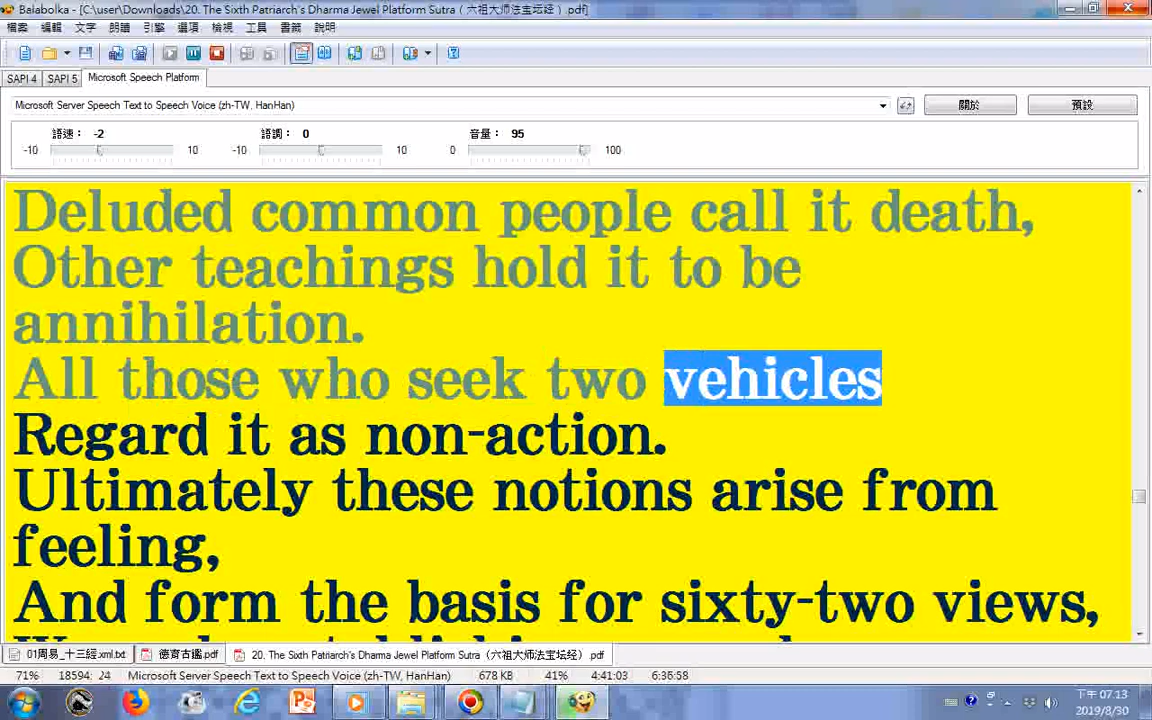 Balabolka - [C:\user\Downloads\20. The Sixth Patriarch's Dharma Jewel Platform Sutra（六祖大师法宝坛经）.pdf]
檔案 編輯 文字 朗讀 引擎 選項 檢視 工具 書籤 說明
SAPI 4 SAPI 5 Microsoft Speech Platform
Microsoft Server Speech Text to Speech Voice (zh-TW, HanHan) 關於 預設
語速： -2 語調： 0 音量： 95
-10 10 -10 10 0 100
Deluded common people call it death,
Other teachings hold it to be
annihilation.
All those who seek two vehicles
Regard it as non-action.
Ultimately these notions arise from
feeling,
And form the basis for sixty-two views,
01周易_十三經.xml.txt 德育古鑑.pdf 20. The Sixth Patriarch's Dharma Jewel Platform Sutra（六祖大师法宝坛经）.pdf
71% 18594: 24 Microsoft Server Speech Text to Speech Voice (zh-TW, HanHan) 678 KB 41% 4:41:03 6:36:58
下午 07:13
2019/8/30